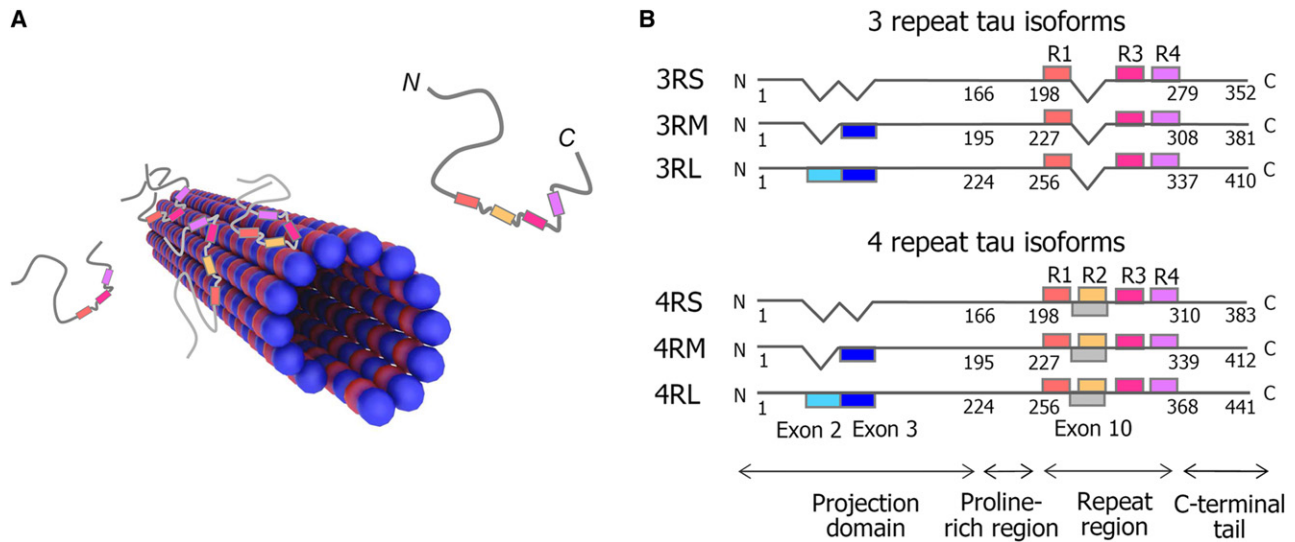 A
N
C
B
3 repeat tau isoforms
R1 R3 R4
3RS N 1 166 198 279 352 C
3RM N 1 195 227 308 381 C
3RL N 1 224 256 337 410 C
4 repeat tau isoforms
R1 R2 R3 R4
4RS N 1 166 198 310 383 C
4RM N 1 195 227 339 412 C
4RL N 1 224 256 368 441 C
Exon 2 Exon 3 Exon 10
Projection Proline- Repeat C-terminal
domain rich region region tail